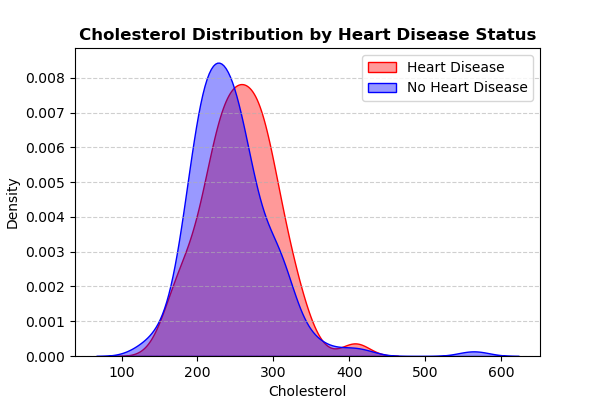 Cholesterol Distribution by Heart Disease Status
Heart Disease
No Heart Disease
Density
0.008
0.007
0.006
0.005
0.004
0.003
0.002
0.001
0.000
100 200 300 400 500 600
Cholesterol